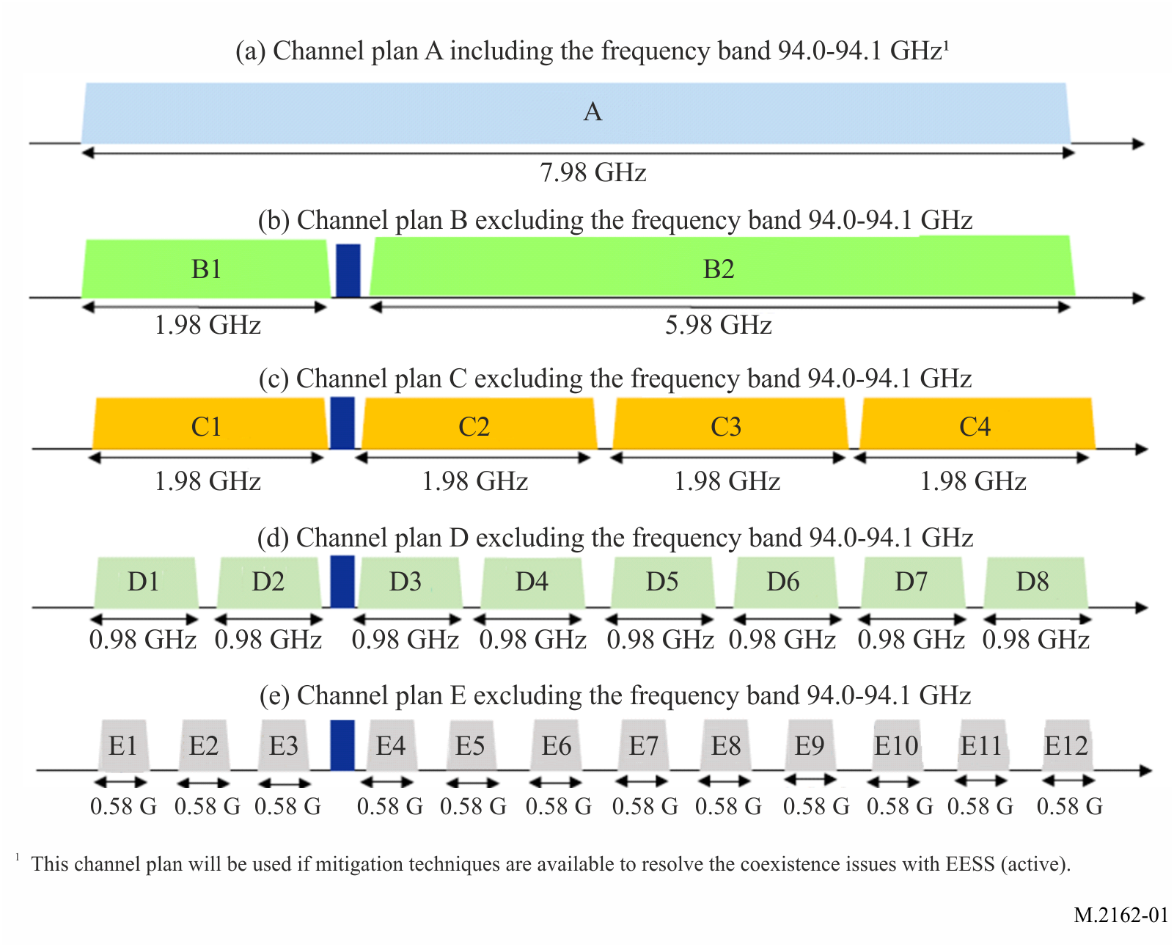 (a) Channel plan A including the frequency band 94.0-94.1 GHz¹
A
7.98 GHz
(b) Channel plan B excluding the frequency band 94.0-94.1 GHz
B1 B2
1.98 GHz 5.98 GHz
(c) Channel plan C excluding the frequency band 94.0-94.1 GHz
C1 C2 C3 C4
1.98 GHz 1.98 GHz 1.98 GHz 1.98 GHz
(d) Channel plan D excluding the frequency band 94.0-94.1 GHz
D1 D2 D3 D4 D5 D6 D7 D8
0.98 GHz 0.98 GHz 0.98 GHz 0.98 GHz 0.98 GHz 0.98 GHz 0.98 GHz 0.98 GHz
(e) Channel plan E excluding the frequency band 94.0-94.1 GHz
E1 E2 E3 E4 E5 E6 E7 E8 E9 E10 E11 E12
0.58 G 0.58 G 0.58 G 0.58 G 0.58 G 0.58 G 0.58 G 0.58 G 0.58 G 0.58 G 0.58 G 0.58 G
¹ This channel plan will be used if mitigation techniques are available to resolve the coexistence issues with EESS (active).
M.2162-01